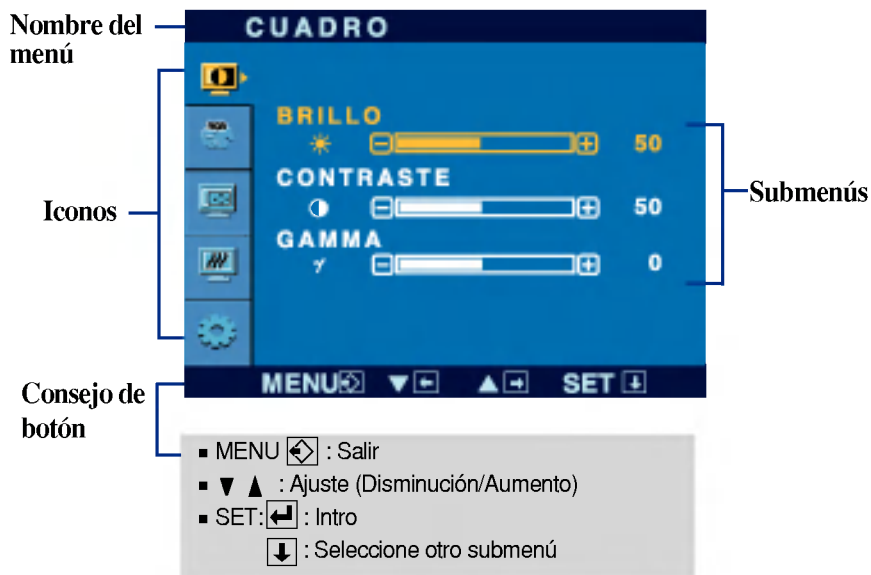 Nombre del
menú
CUADRO
BRILLO
50
CONTRASTE
50
GAMMA
0
Iconos
Submenús
MENU ▼ ▲ SET
Consejo de
botón
▪ MENU : Salir
▪ ▼ ▲ : Ajuste (Disminución/Aumento)
▪ SET: : Intro
: Seleccione otro submenú